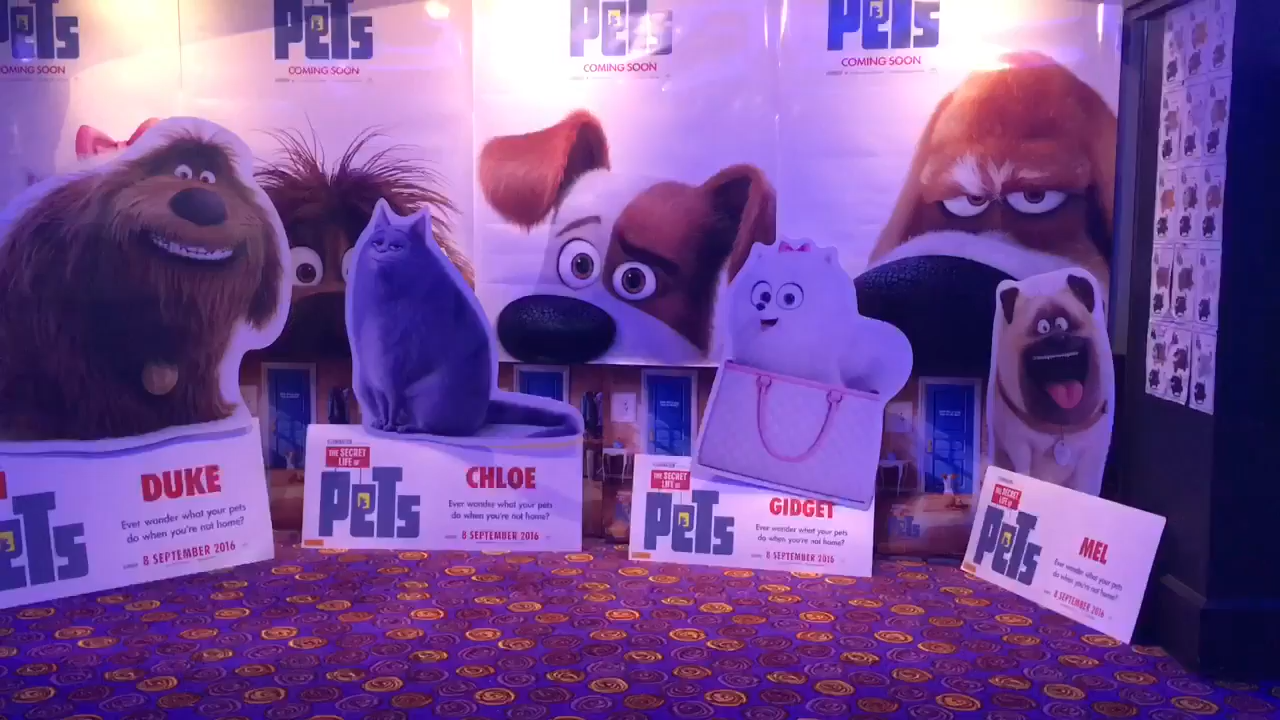 PETS
COMING SOON
PETS
COMING SOON
PETS
COMING SOON
PETS
COMING SOON
PETS
DUKE
Ever wonder what your pets
do when you're not home?
8 SEPTEMBER 2016
THE SECRET
LIFE OF
PETS
CHLOE
Ever wonder what your pets
do when you're not home?
8 SEPTEMBER 2016
THE SECRET
LIFE OF
PETS
GIDGET
Ever wonder what your pets
do when you're not home?
8 SEPTEMBER 2016
THE SECRET
LIFE OF
PETS
MEL
Ever wonder what your pets
do when you're not home?
8 SEPTEMBER 2016